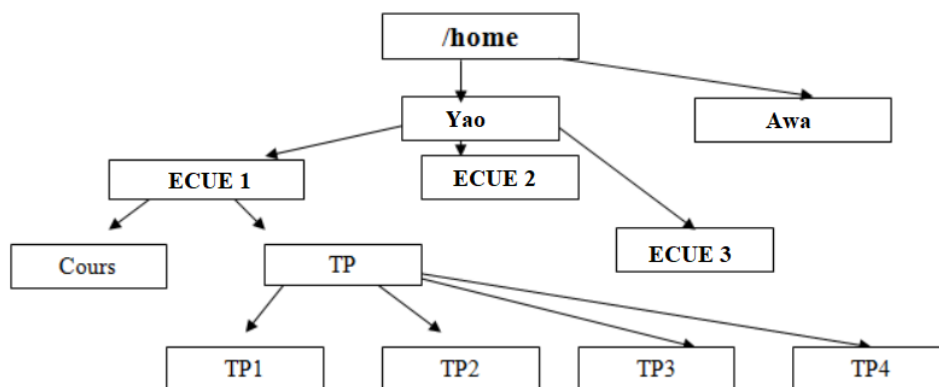 /home
Yao
Awa
ECUE 1
ECUE 2
ECUE 3
Cours
TP
TP1
TP2
TP3
TP4